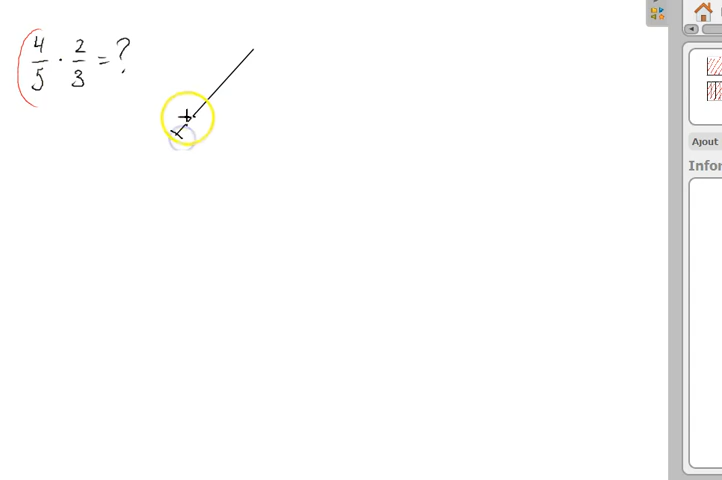 4/5 · 2/3 = ?
Ajout
Infor